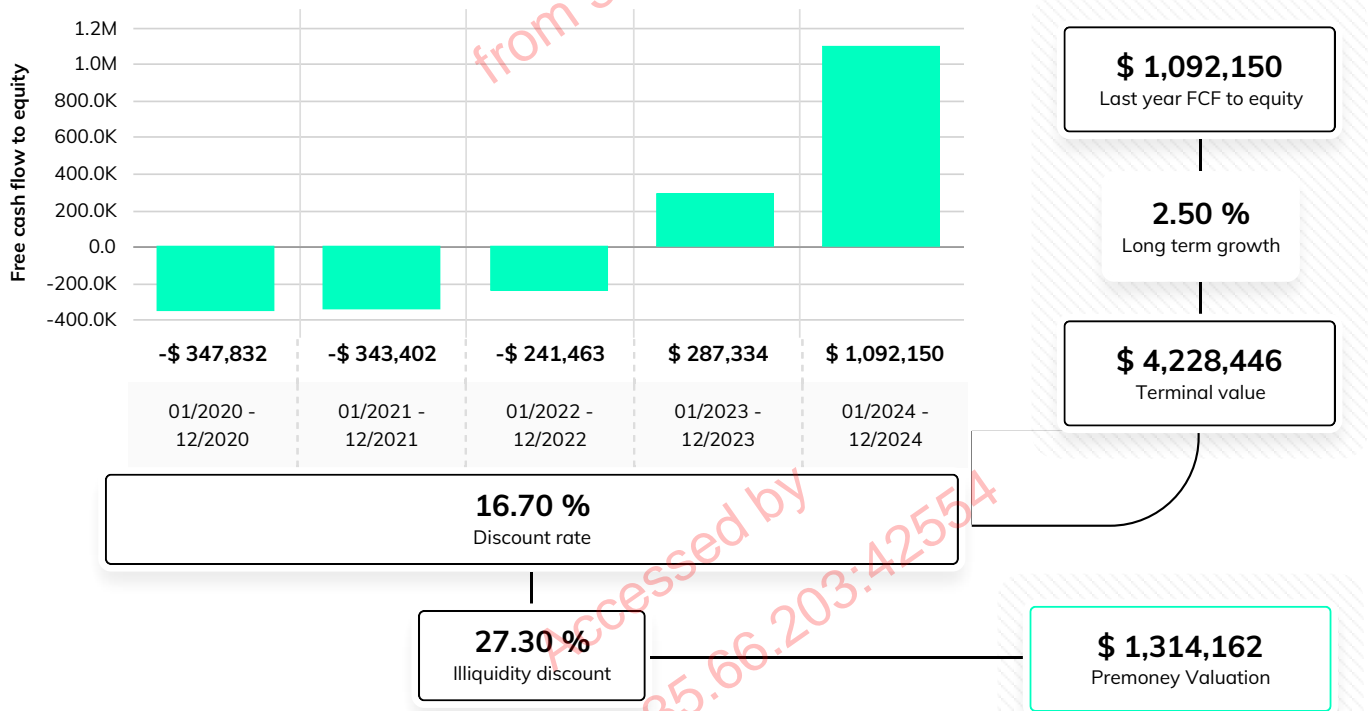 Free cash flow to equity
1.2M
1.0M
800.0K
600.0K
400.0K
200.0K
0.0
-200.0K
-400.0K
-$ 347,832
-$ 343,402
-$ 241,463
$ 287,334
$ 1,092,150
01/2020 -
12/2020
01/2021 -
12/2021
01/2022 -
12/2022
01/2023 -
12/2023
01/2024 -
12/2024
16.70 %
Discount rate
27.30 %
Illiquidity discount
$ 1,092,150
Last year FCF to equity
2.50 %
Long term growth
$ 4,228,446
Terminal value
$ 1,314,162
Premoney Valuation
from
Accessed by
85.66.203:42554